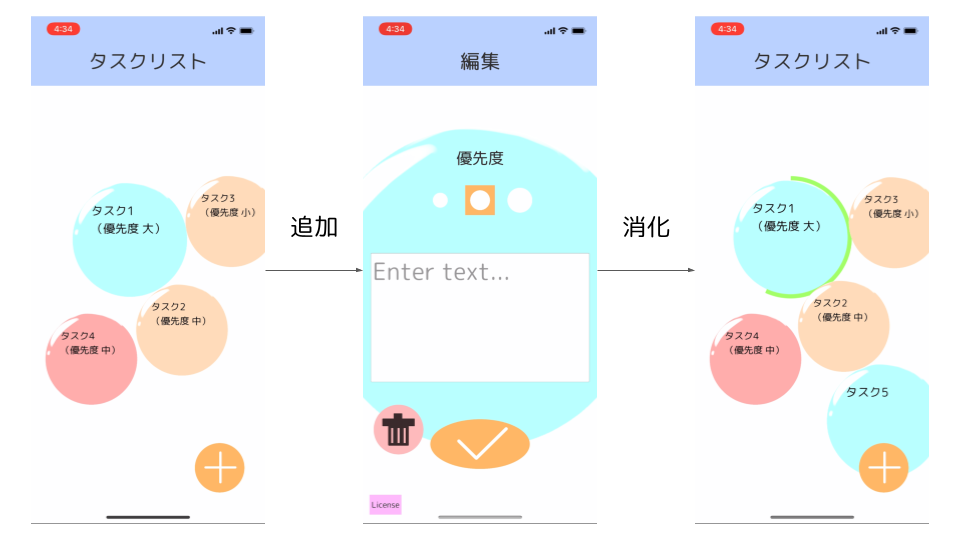 4:34
タスクリスト
タスク1
（優先度 大）
タスク3
（優先度 小）
タスク2
（優先度 中）
タスク4
（優先度 中）
追加
4:34
編集
優先度
Enter text...
License
消化
4:34
タスクリスト
タスク1
（優先度 大）
タスク3
（優先度 小）
タスク2
（優先度 中）
タスク4
（優先度 中）
タスク5